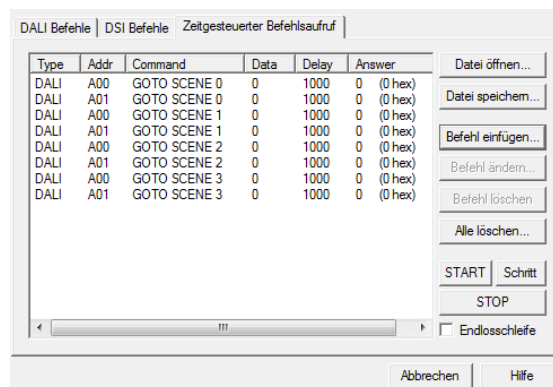 DALI Befehle DSI Befehle Zeitgesteuerter Befehlsaufruf
Type Addr Command Data Delay Answer
DALI A00 GOTO SCENE 0 0 1000 0 (0 hex)
DALI A01 GOTO SCENE 0 0 1000 0 (0 hex)
DALI A00 GOTO SCENE 1 0 1000 0 (0 hex)
DALI A01 GOTO SCENE 1 0 1000 0 (0 hex)
DALI A00 GOTO SCENE 2 0 1000 0 (0 hex)
DALI A01 GOTO SCENE 2 0 1000 0 (0 hex)
DALI A00 GOTO SCENE 3 0 1000 0 (0 hex)
DALI A01 GOTO SCENE 3 0 1000 0 (0 hex)
Datei öffnen...
Datei speichern...
Befehl einfügen...
Befehl ändern...
Befehl löschen
Alle löschen...
START Schritt
STOP
Endlosschleife
Abbrechen Hilfe